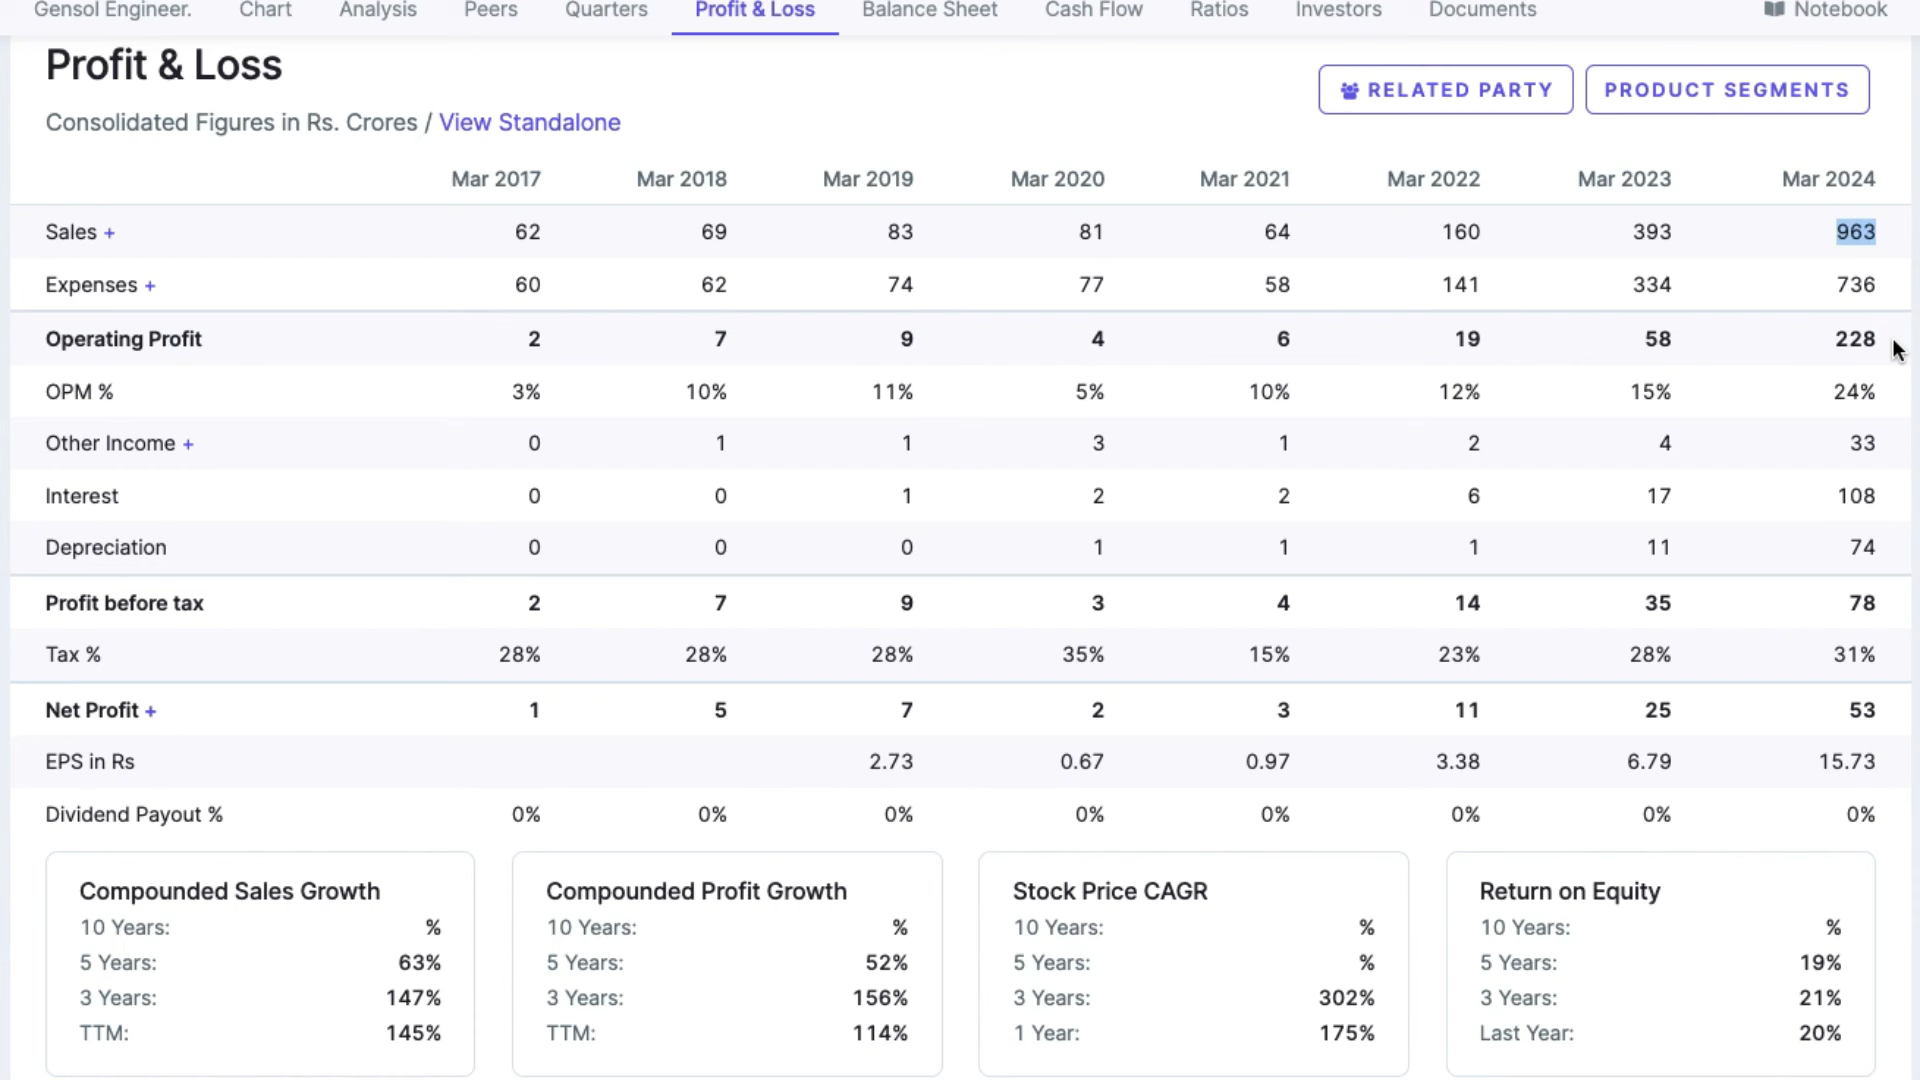 Gensol Engineer. Chart Analysis Peers Quarters Profit & Loss Balance Sheet Cash Flow Ratios Investors Documents Notebook
Profit & Loss
RELATED PARTY PRODUCT SEGMENTS
Consolidated Figures in Rs. Crores / View Standalone
Mar 2017 Mar 2018 Mar 2019 Mar 2020 Mar 2021 Mar 2022 Mar 2023 Mar 2024
Sales + 62 69 83 81 64 160 393 963
Expenses + 60 62 74 77 58 141 334 736
Operating Profit 2 7 9 4 6 19 58 228
OPM % 3% 10% 11% 5% 10% 12% 15% 24%
Other Income + 0 1 1 3 1 2 4 33
Interest 0 0 1 2 2 6 17 108
Depreciation 0 0 0 1 1 1 11 74
Profit before tax 2 7 9 3 4 14 35 78
Tax % 28% 28% 28% 35% 15% 23% 28% 31%
Net Profit + 1 5 7 2 3 11 25 53
EPS in Rs 2.73 0.67 0.97 3.38 6.79 15.73
Dividend Payout % 0% 0% 0% 0% 0% 0% 0% 0%
Compounded Sales Growth
10 Years: %
5 Years: 63%
3 Years: 147%
TTM: 145%
Compounded Profit Growth
10 Years: %
5 Years: 52%
3 Years: 156%
TTM: 114%
Stock Price CAGR
10 Years: %
5 Years: %
3 Years: 302%
1 Year: 175%
Return on Equity
10 Years: %
5 Years: 19%
3 Years: 21%
Last Year: 20%